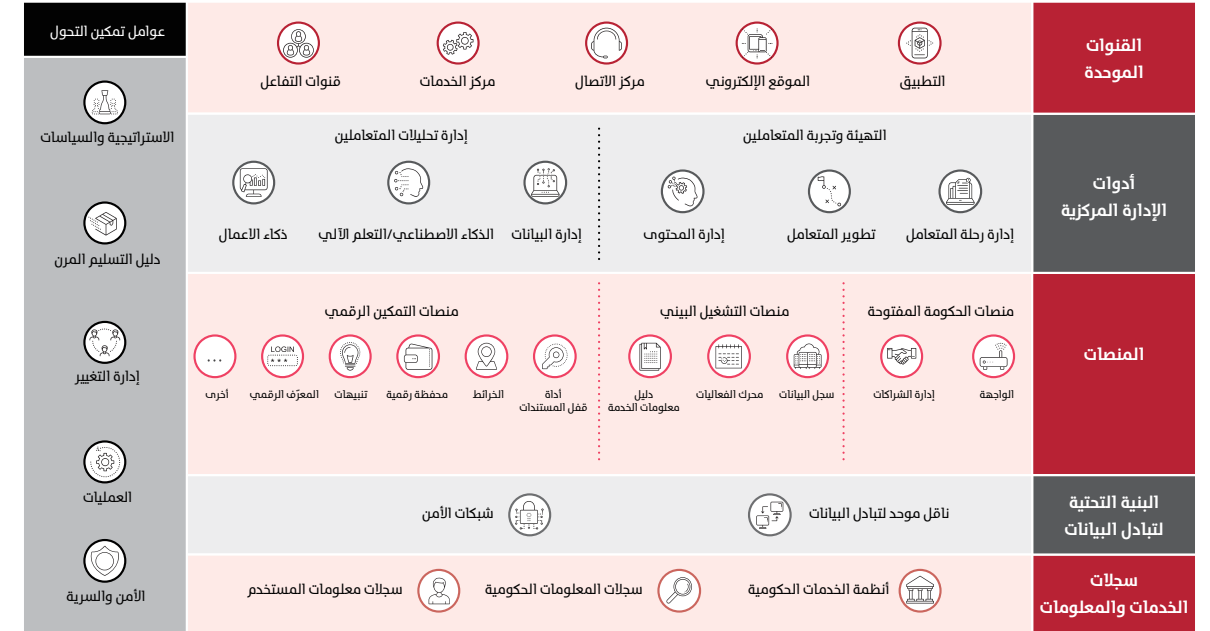 القنوات
الموحدة
التطبيق
الموقع الإلكتروني
مركز الاتصال
مركز الخدمات
قنوات التفاعل
أدوات
الإدارة المركزية
التهيئة وتجربة المتعاملين
إدارة رحلة المتعامل
تطوير المتعامل
إدارة المحتوى
إدارة تحليلات المتعاملين
إدارة البيانات
الذكاء الاصطناعي/التعلم الآلي
ذكاء الاعمال
المنصات
منصات الحكومة المفتوحة
الواجهة
إدارة الشراكات
منصات التشغيل البيني
سجل البيانات
محرك الفعاليات
دليل
معلومات الخدمة
منصات التمكين الرقمي
أداة
قفل المستندات
الخرائط
محفظة رقمية
تنبيهات
LOGIN
***
المعرّف الرقمي
...
أخرى
البنية التحتية
لتبادل البيانات
ناقل موحد لتبادل البيانات
شبكات الأمن
سجلات
الخدمات والمعلومات
أنظمة الخدمات الحكومية
سجلات المعلومات الحكومية
سجلات معلومات المستخدم
عوامل تمكين التحول
الاستراتيجية والسياسات
دليل التسليم المرن
إدارة التغيير
العمليات
الأمن والسرية